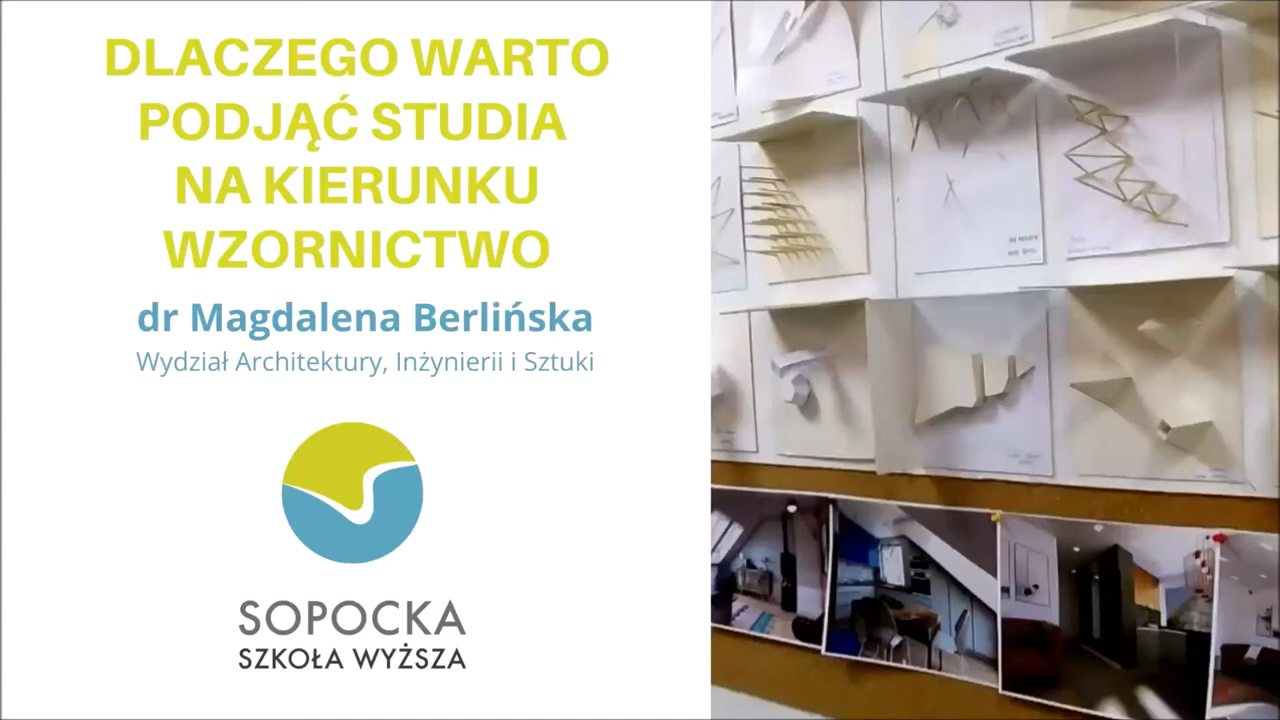 DLACZEGO WARTO
PODJĄĆ STUDIA
NA KIERUNKU
WZORNICTWO
dr Magdalena Berlińska
Wydział Architektury, Inżynierii i Sztuki
SOPOCKA
SZKOŁA WYŻSZA